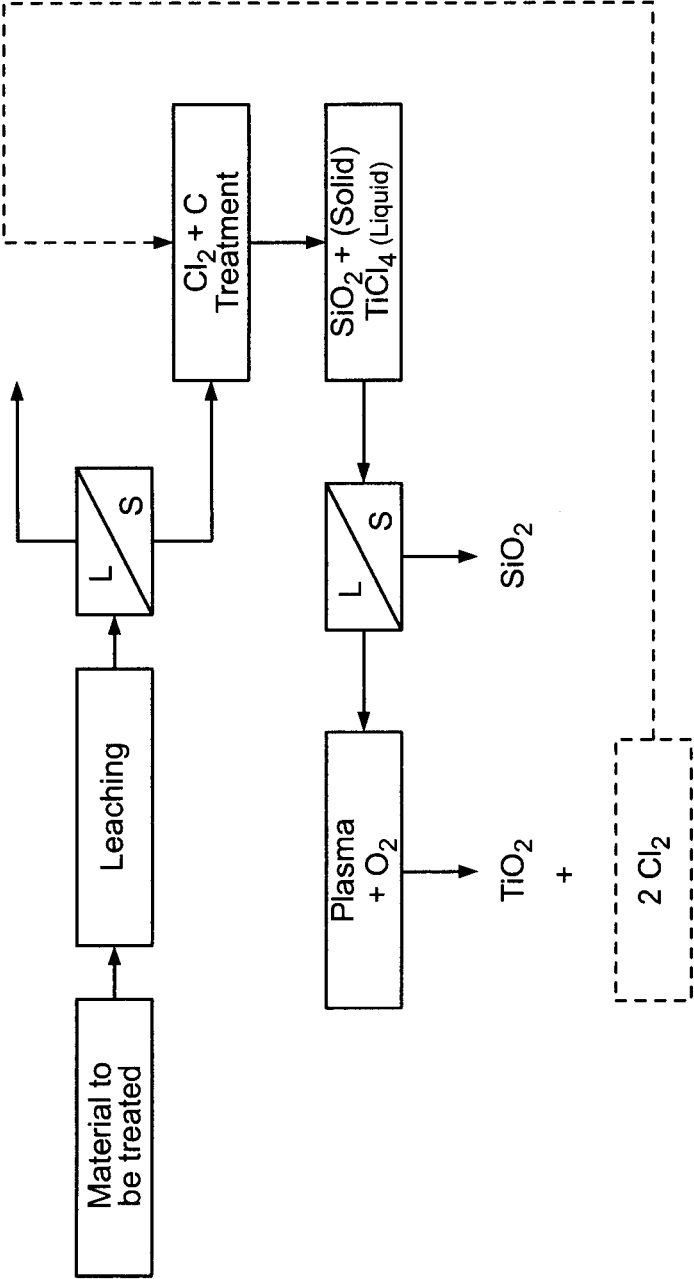 Material to
be treated
Leaching
L
S
Cl₂ + C
Treatment
SiO₂ + (Solid)
TiCl₄ (Liquid)
L
S
SiO₂
Plasma
+ O₂
TiO₂
+
2 Cl₂